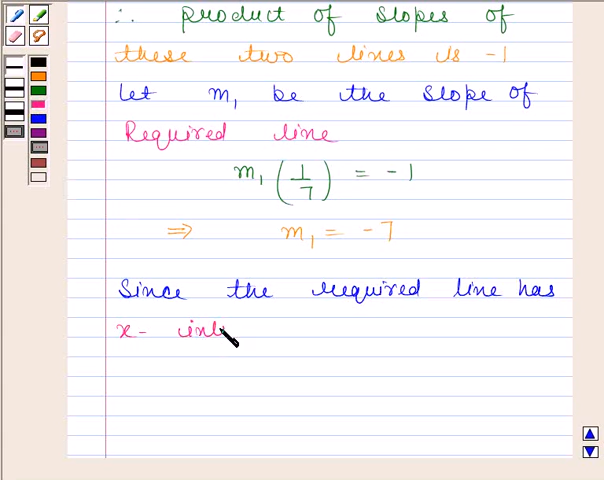 ∴ product of slopes of
these two lines is -1
Let m₁ be the slope of
Required line
m₁ (1/7) = -1
⇒ m₁ = -7
Since the required line has
x- int